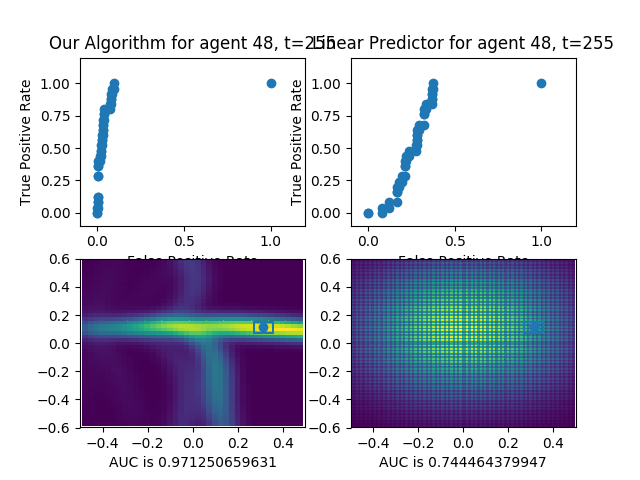 Our Algorithm for agent 48, t=255
Linear Predictor for agent 48, t=255
True Positive Rate
1.00
0.75
0.50
0.25
0.00
0.0 0.5 1.0
False Positive Rate
True Positive Rate
1.00
0.75
0.50
0.25
0.00
0.0 0.5 1.0
False Positive Rate
0.6
0.4
0.2
0.0
−0.2
−0.4
−0.6
−0.4 −0.2 0.0 0.2 0.4
AUC is 0.971250659631
0.6
0.4
0.2
0.0
−0.2
−0.4
−0.6
−0.4 −0.2 0.0 0.2 0.4
AUC is 0.744464379947